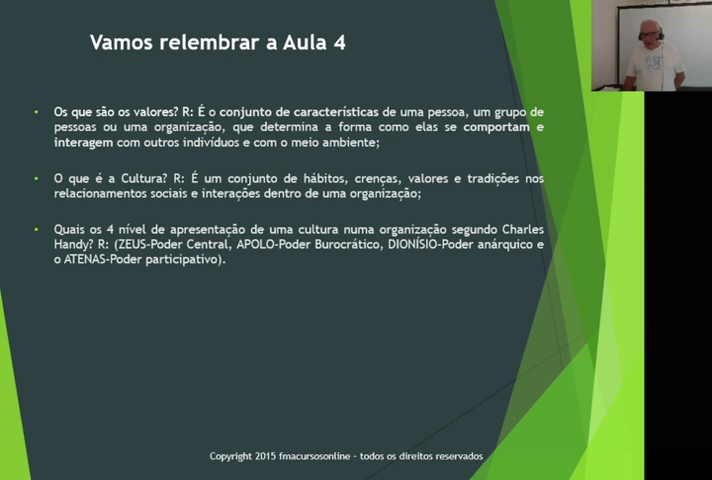 Vamos relembrar a Aula 4
• Os que são os valores? R: É o conjunto de características de uma pessoa, um grupo de
pessoas ou uma organização, que determina a forma como elas se comportam e
interagem com outros indivíduos e com o meio ambiente;
• O que é a Cultura? R: É um conjunto de hábitos, crenças, valores e tradições nos
relacionamentos sociais e interações dentro de uma organização;
• Quais os 4 nível de apresentação de uma cultura numa organização segundo Charles
Handy? R: (ZEUS-Poder Central, APOLO-Poder Burocrático, DIONÍSIO-Poder anárquico e
o ATENAS-Poder participativo).
Copyright 2015 fmacursosonline - todos os direitos reservados